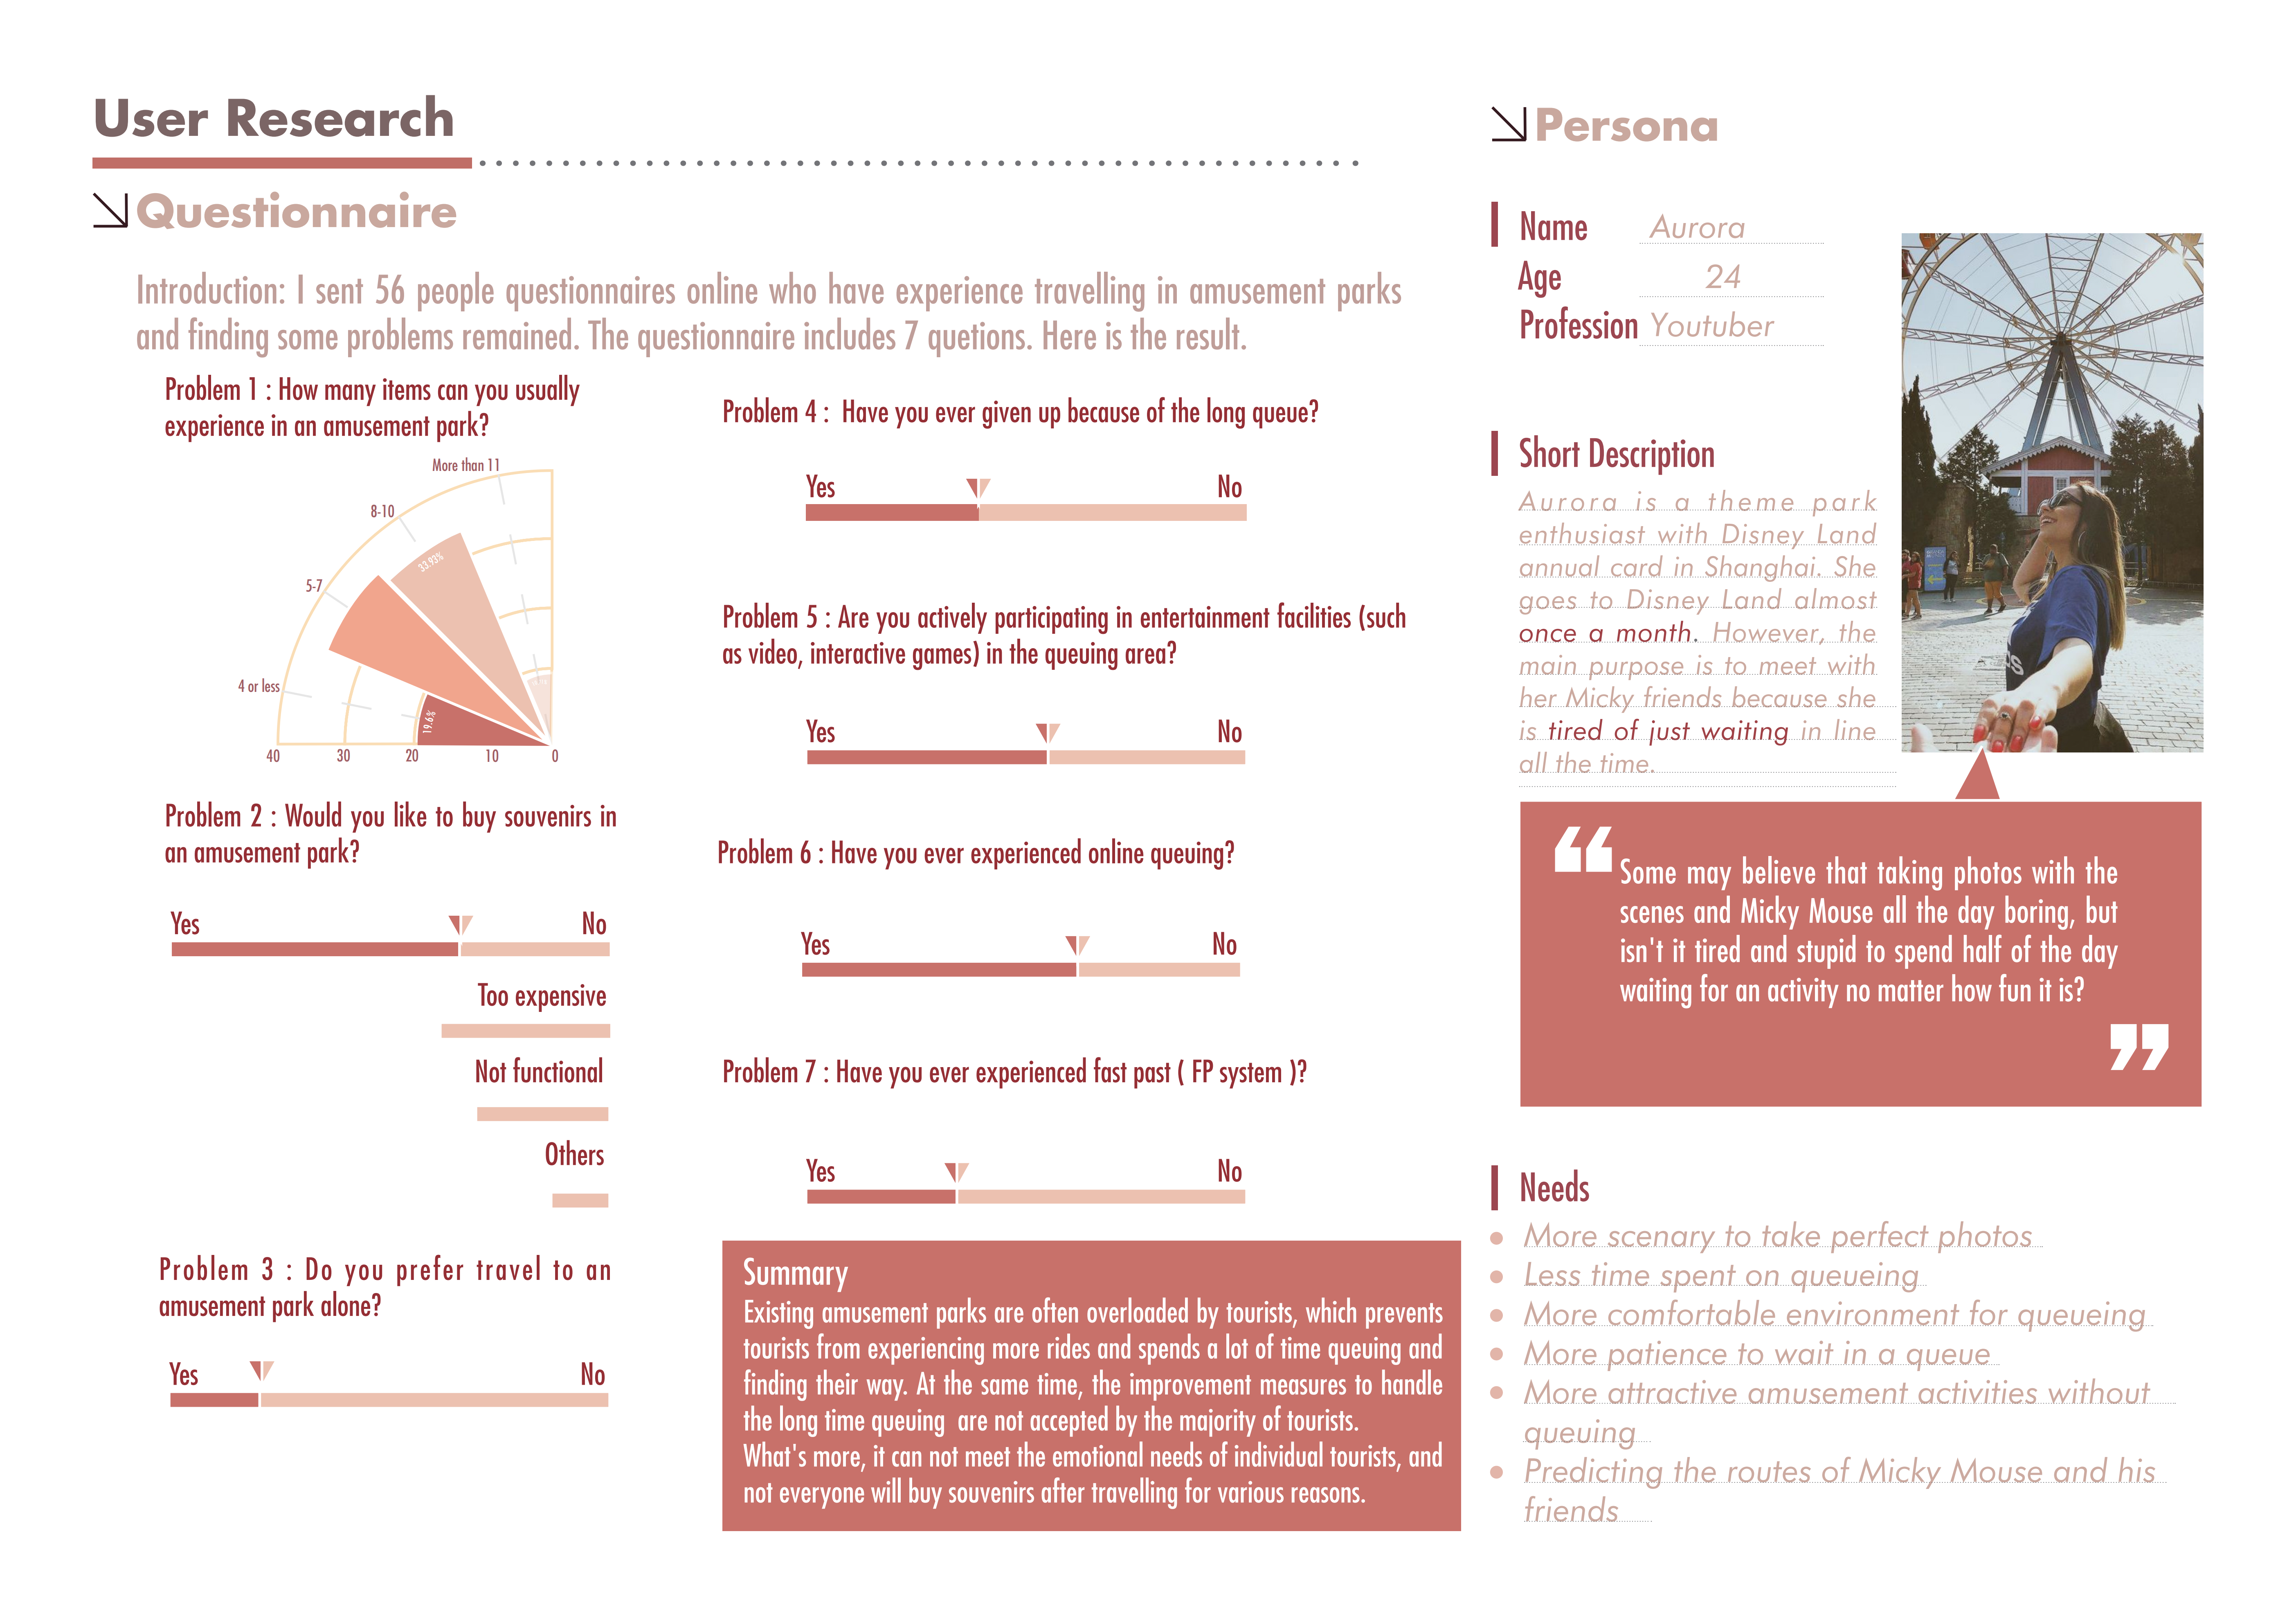 User Research
Questionnaire
Introduction: I sent 56 people questionnaires online who have experience travelling in amusement parks
and finding some problems remained. The questionnaire includes 7 quetions. Here is the result.
Problem 1 : How many items can you usually
experience in an amusement park?
More than 11
8-10
33.93%
5-7
4 or less
19.6%
40 30 20 10 0
Problem 2 : Would you like to buy souvenirs in
an amusement park?
Yes No
Too expensive
Not functional
Others
Problem 3 : Do you prefer travel to an
amusement park alone?
Yes No
Problem 4 : Have you ever given up because of the long queue?
Yes No
Problem 5 : Are you actively participating in entertainment facilities (such
as video, interactive games) in the queuing area?
Yes No
Problem 6 : Have you ever experienced online queuing?
Yes No
Problem 7 : Have you ever experienced fast past ( FP system )?
Yes No
Summary
Existing amusement parks are often overloaded by tourists, which prevents
tourists from experiencing more rides and spends a lot of time queuing and
finding their way. At the same time, the improvement measures to handle
the long time queuing are not accepted by the majority of tourists.
What's more, it can not meet the emotional needs of individual tourists, and
not everyone will buy souvenirs after travelling for various reasons.
Persona
Name Aurora
Age 24
Profession Youtuber
Short Description
Aurora is a theme park
enthusiast with Disney Land
annual card in Shanghai. She
goes to Disney Land almost
once a month. However, the
main purpose is to meet with
her Micky friends because she
is tired of just waiting in line
all the time.
“Some may believe that taking photos with the
scenes and Micky Mouse all the day boring, but
isn't it tired and stupid to spend half of the day
waiting for an activity no matter how fun it is?
”
Needs
• More scenary to take perfect photos
• Less time spent on queueing
• More comfortable environment for queueing
• More patience to wait in a queue
• More attractive amusement activities without
queuing
• Predicting the routes of Micky Mouse and his
friends